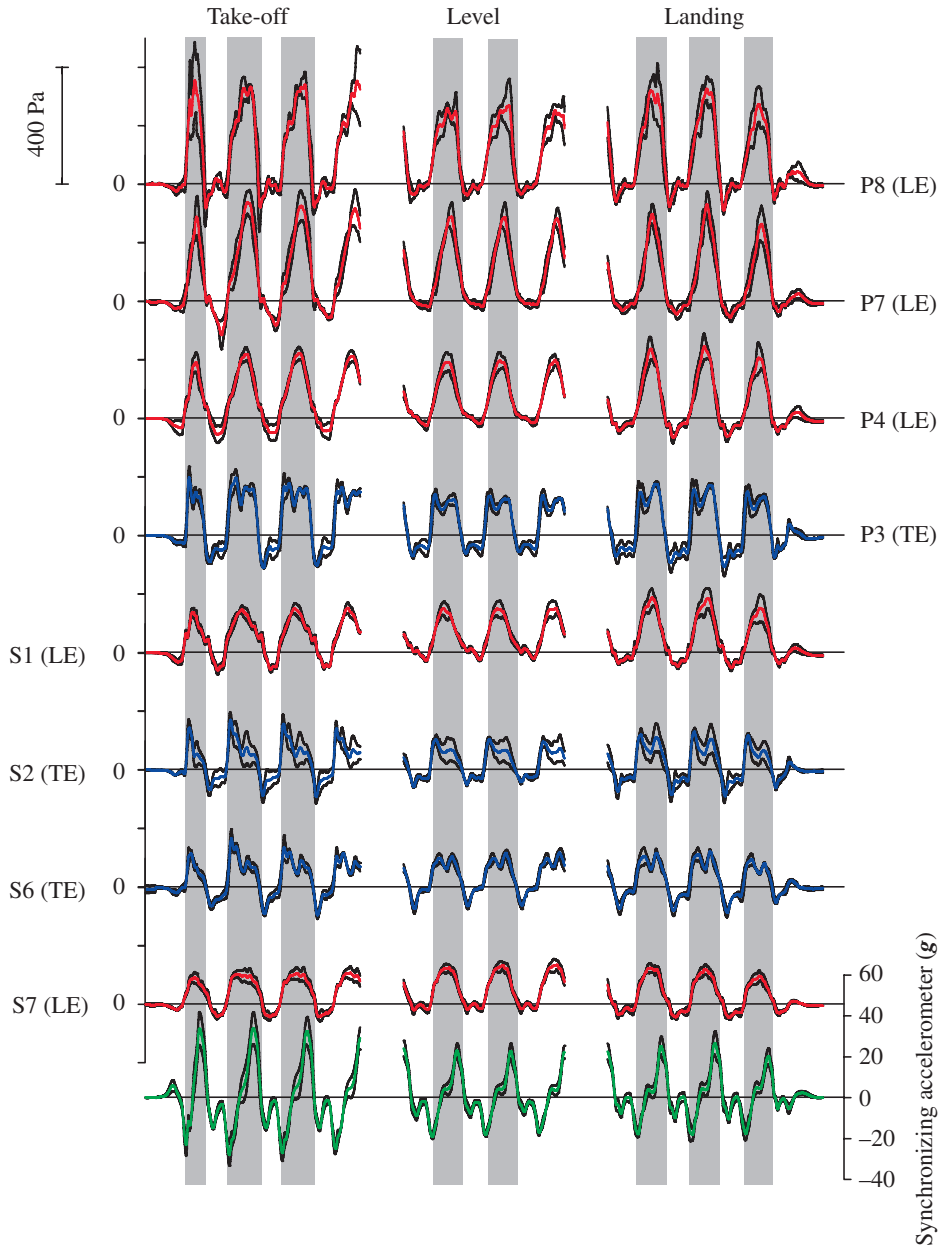 Take-off Level Landing
400 Pa
0 P8 (LE)
0 P7 (LE)
0 P4 (LE)
0 P3 (TE)
S1 (LE) 0
S2 (TE) 0
S6 (TE) 0
S7 (LE) 0
60
40
20
0
–20
–40
Synchronizing accelerometer (g)